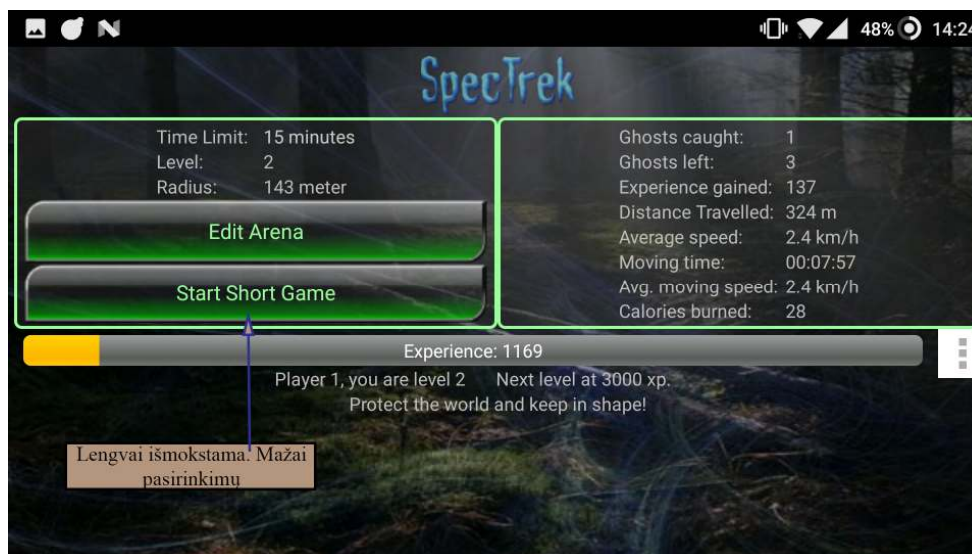 48% 14:24
SpecTrek
Time Limit: 15 minutes
Level: 2
Radius: 143 meter
Edit Arena
Start Short Game
Ghosts caught: 1
Ghosts left: 3
Experience gained: 137
Distance Travelled: 324 m
Average speed: 2.4 km/h
Moving time: 00:07:57
Avg. moving speed: 2.4 km/h
Calories burned: 28
Experience: 1169
Player 1, you are level 2 Next level at 3000 xp.
Protect the world and keep in shape!
Lengvai išmokstama. Mažai
pasirinkimų